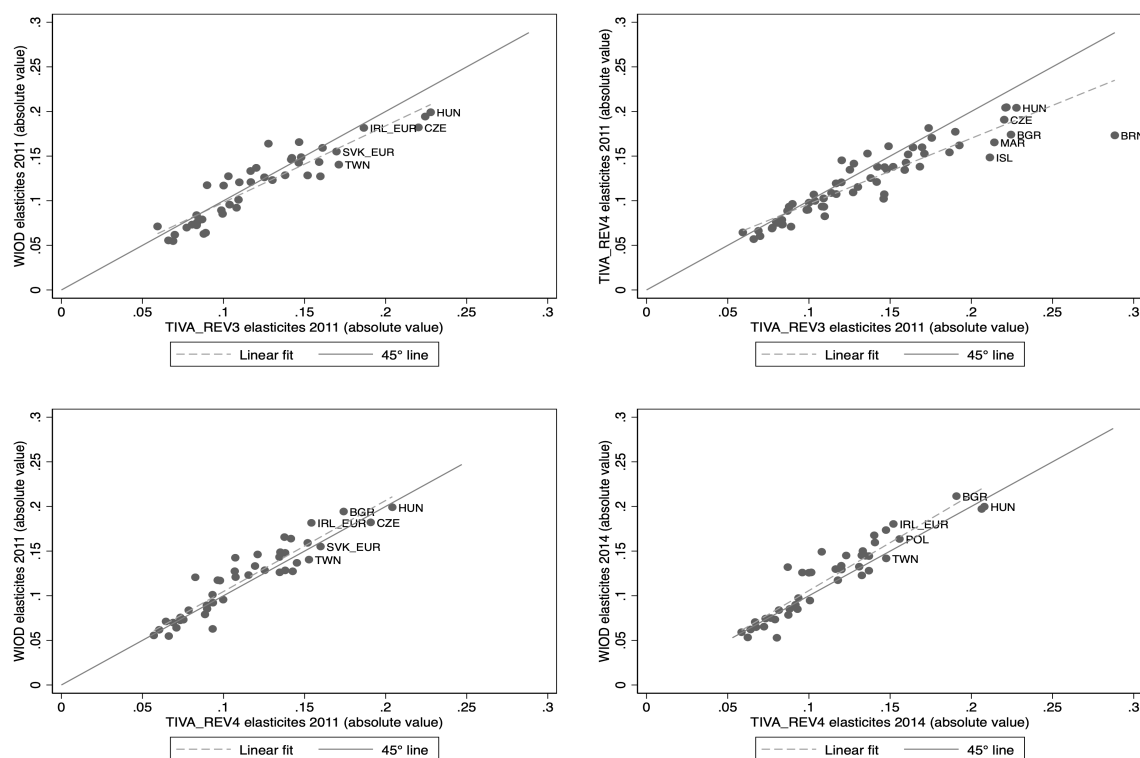 WIOD elasticites 2011 (absolute value)
0 .05 .1 .15 .2 .25 .3
HUN
IRL_EUR
CZE
SVK_EUR
TWN
0 .05 .1 .15 .2 .25 .3
TIVA_REV3 elasticites 2011 (absolute value)
Linear fit 45° line
TIVA_REV4 elasticites 2011 (absolute value)
0 .05 .1 .15 .2 .25 .3
HUN
CZE
BGR
BRN
MAR
ISL
0 .05 .1 .15 .2 .25 .3
TIVA_REV3 elasticites 2011 (absolute value)
Linear fit 45° line
WIOD elasticites 2011 (absolute value)
0 .05 .1 .15 .2 .25 .3
BGR
HUN
IRL_EUR
CZE
SVK_EUR
TWN
0 .05 .1 .15 .2 .25 .3
TIVA_REV4 elasticites 2011 (absolute value)
Linear fit 45° line
WIOD elasticites 2014 (absolute value)
0 .05 .1 .15 .2 .25 .3
BGR
HUN
IRL_EUR
POL
TWN
0 .05 .1 .15 .2 .25 .3
TIVA_REV4 elasticites 2014 (absolute value)
Linear fit 45° line